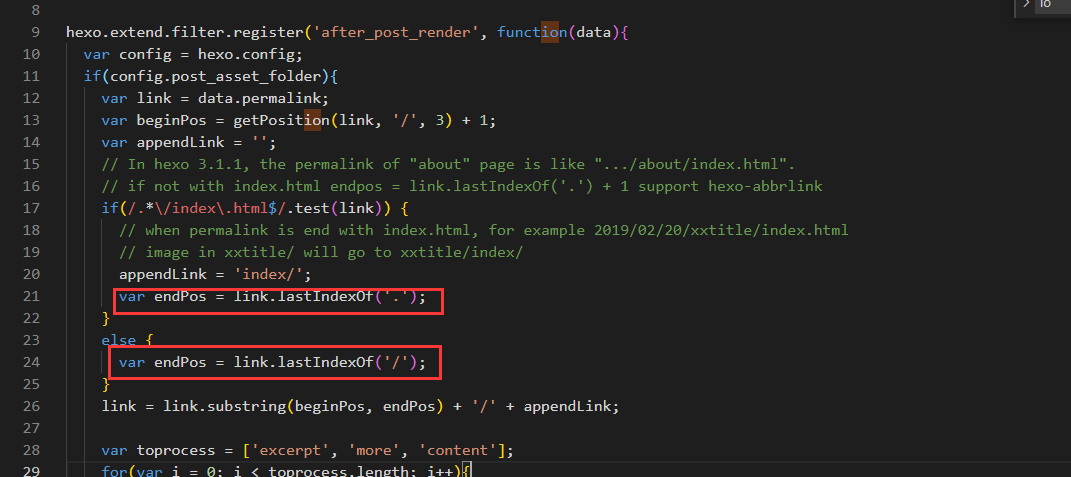 lo
8
9 hexo.extend.filter.register('after_post_render', function(data){
10 var config = hexo.config;
11 if(config.post_asset_folder){
12 var link = data.permalink;
13 var beginPos = getPosition(link, '/', 3) + 1;
14 var appendLink = '';
15 // In hexo 3.1.1, the permalink of "about" page is like ".../about/index.html".
16 // if not with index.html endpos = link.lastIndexOf('.') + 1 support hexo-abbrlink
17 if(/.*\/index\.html$/.test(link)) {
18 // when permalink is end with index.html, for example 2019/02/20/xxtitle/index.html
19 // image in xxtitle/ will go to xxtitle/index/
20 appendLink = 'index/';
21 var endPos = link.lastIndexOf('.');
22 }
23 else {
24 var endPos = link.lastIndexOf('/');
25 }
26 link = link.substring(beginPos, endPos) + '/' + appendLink;
27
28 var toprocess = ['excerpt', 'more', 'content'];
29 for(var i = 0; i < toprocess.length; i++){